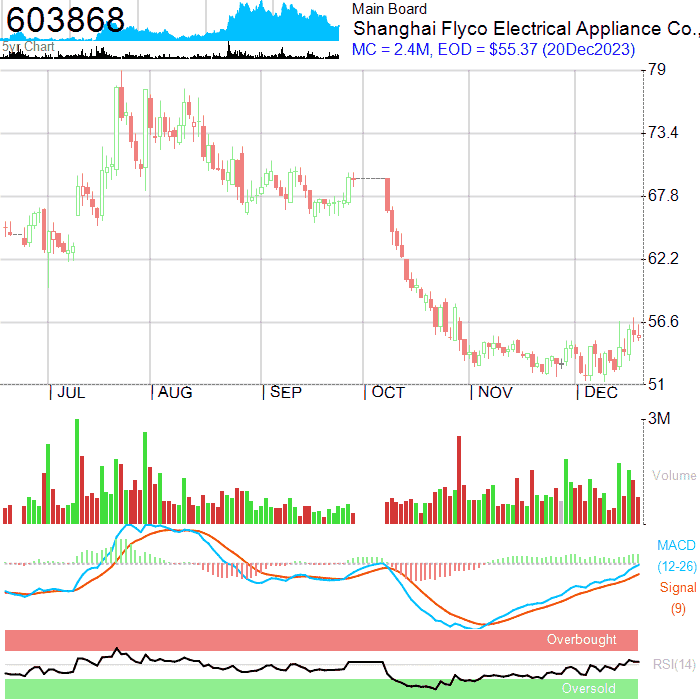 603868
5yr Chart
Main Board
Shanghai Flyco Electrical Appliance Co.,
MC = 2.4M, EOD = $55.37 (20Dec2023)
79
73.4
67.8
62.2
56.6
51
JUL AUG SEP OCT NOV DEC
3M
Volume
MACD
(12-26)
Signal
(9)
Overbought
RSI(14)
Oversold